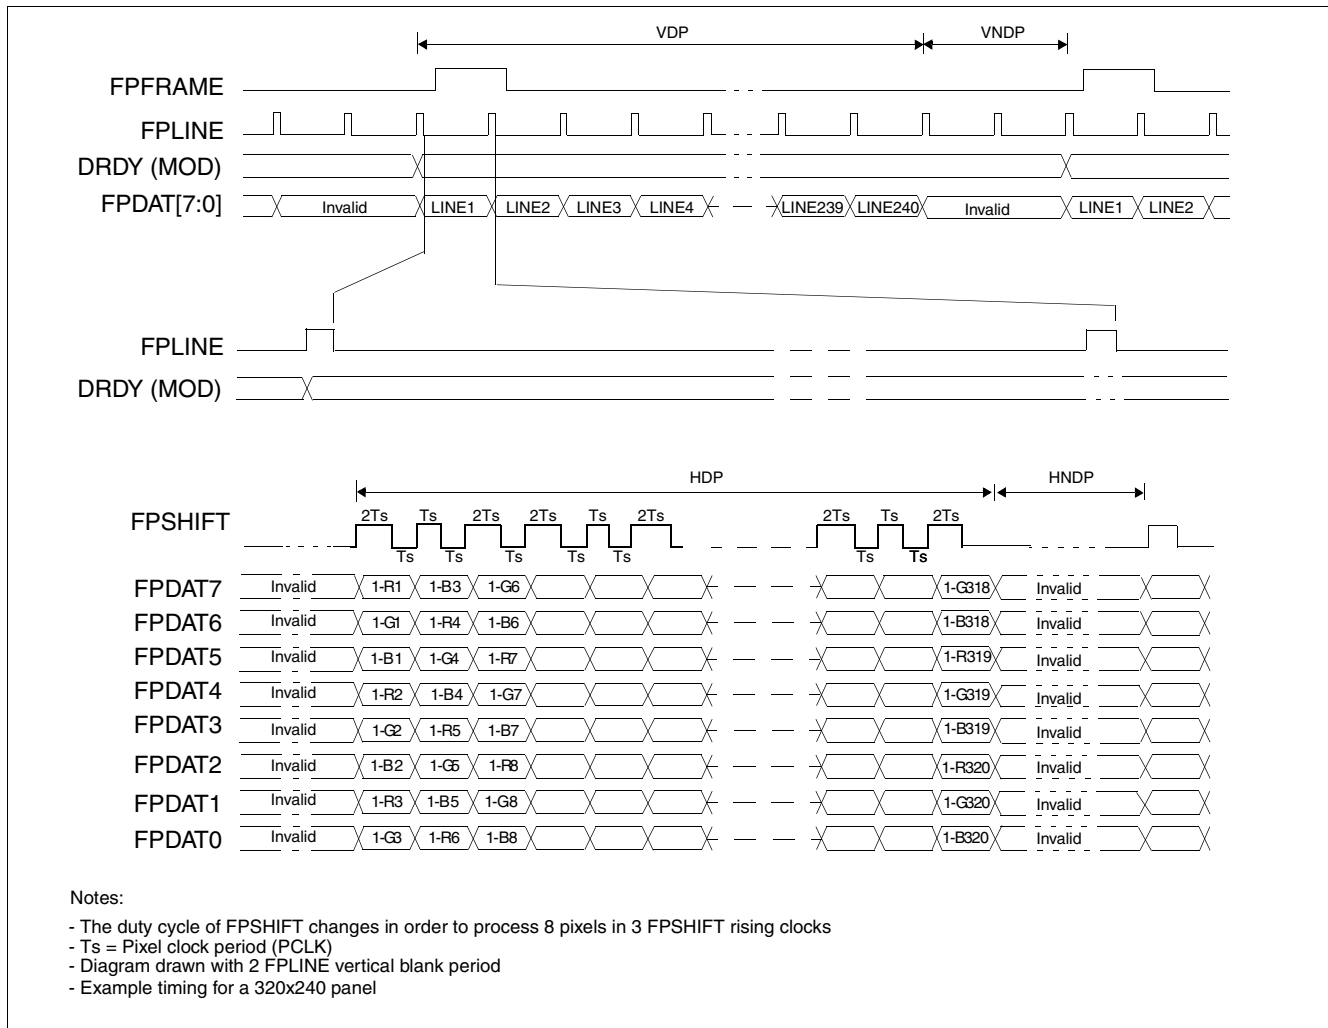 VDP VNDP
FPFRAME
FPLINE
DRDY (MOD)
FPDAT[7:0] Invalid LINE1 LINE2 LINE3 LINE4 LINE239 LINE240 Invalid LINE1 LINE2
FPLINE
DRDY (MOD)
HDP HNDP
FPSHIFT 2Ts Ts 2Ts 2Ts Ts 2Ts 2Ts Ts 2Ts
Ts Ts Ts Ts Ts Ts Ts
FPDAT7 Invalid 1-R1 1-B3 1-G6 1-G318 Invalid
FPDAT6 Invalid 1-G1 1-R4 1-B6 1-B318 Invalid
FPDAT5 Invalid 1-B1 1-G4 1-R7 1-R319 Invalid
FPDAT4 Invalid 1-R2 1-B4 1-G7 1-G319 Invalid
FPDAT3 Invalid 1-G2 1-R5 1-B7 1-B319 Invalid
FPDAT2 Invalid 1-B2 1-G5 1-R8 1-R320 Invalid
FPDAT1 Invalid 1-R3 1-B5 1-G8 1-G320 Invalid
FPDAT0 Invalid 1-G3 1-R6 1-B8 1-B320 Invalid
Notes:
- The duty cycle of FPSHIFT changes in order to process 8 pixels in 3 FPSHIFT rising clocks
- Ts = Pixel clock period (PCLK)
- Diagram drawn with 2 FPLINE vertical blank period
- Example timing for a 320x240 panel